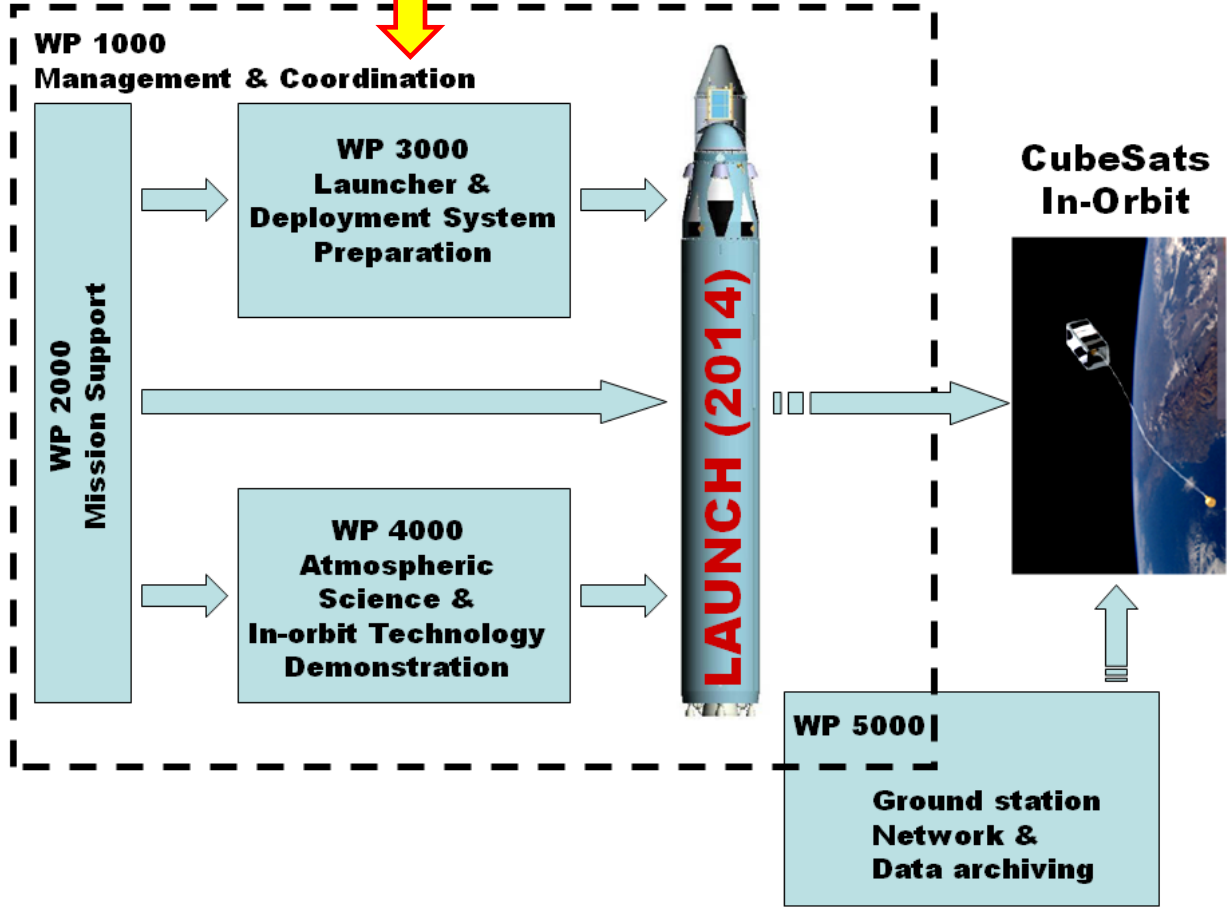 WP 1000
Management & Coordination
WP 2000
Mission Support
WP 3000
Launcher &
Deployment System
Preparation
WP 4000
Atmospheric
Science &
In-orbit Technology
Demonstration
LAUNCH (2014)
CubeSats
In-Orbit
WP 5000
Ground station
Network &
Data archiving